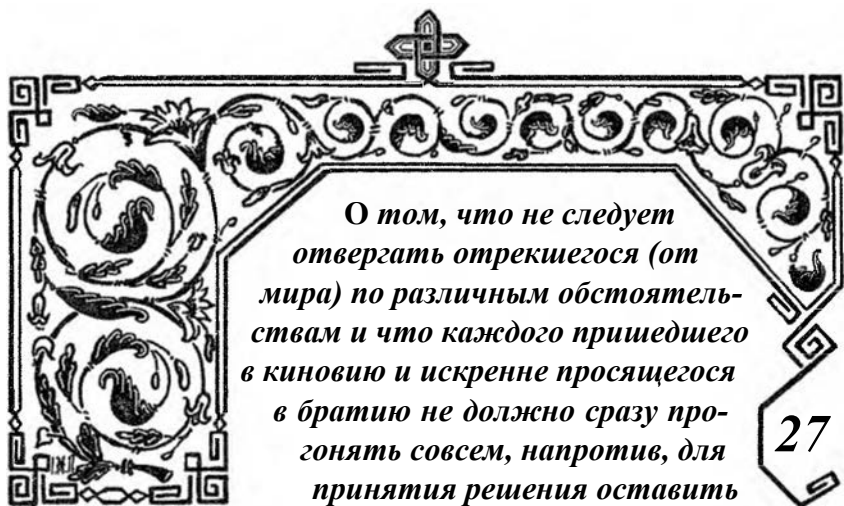 О том, что не следует
отвергать отрекшегося (от
мира) по различным обстоятель-
ствам и что каждого пришедшего
в киновию и искренне просящегося
в братию не должно сразу про-
гонять совсем, напротив, для
принятия решения оставить
27